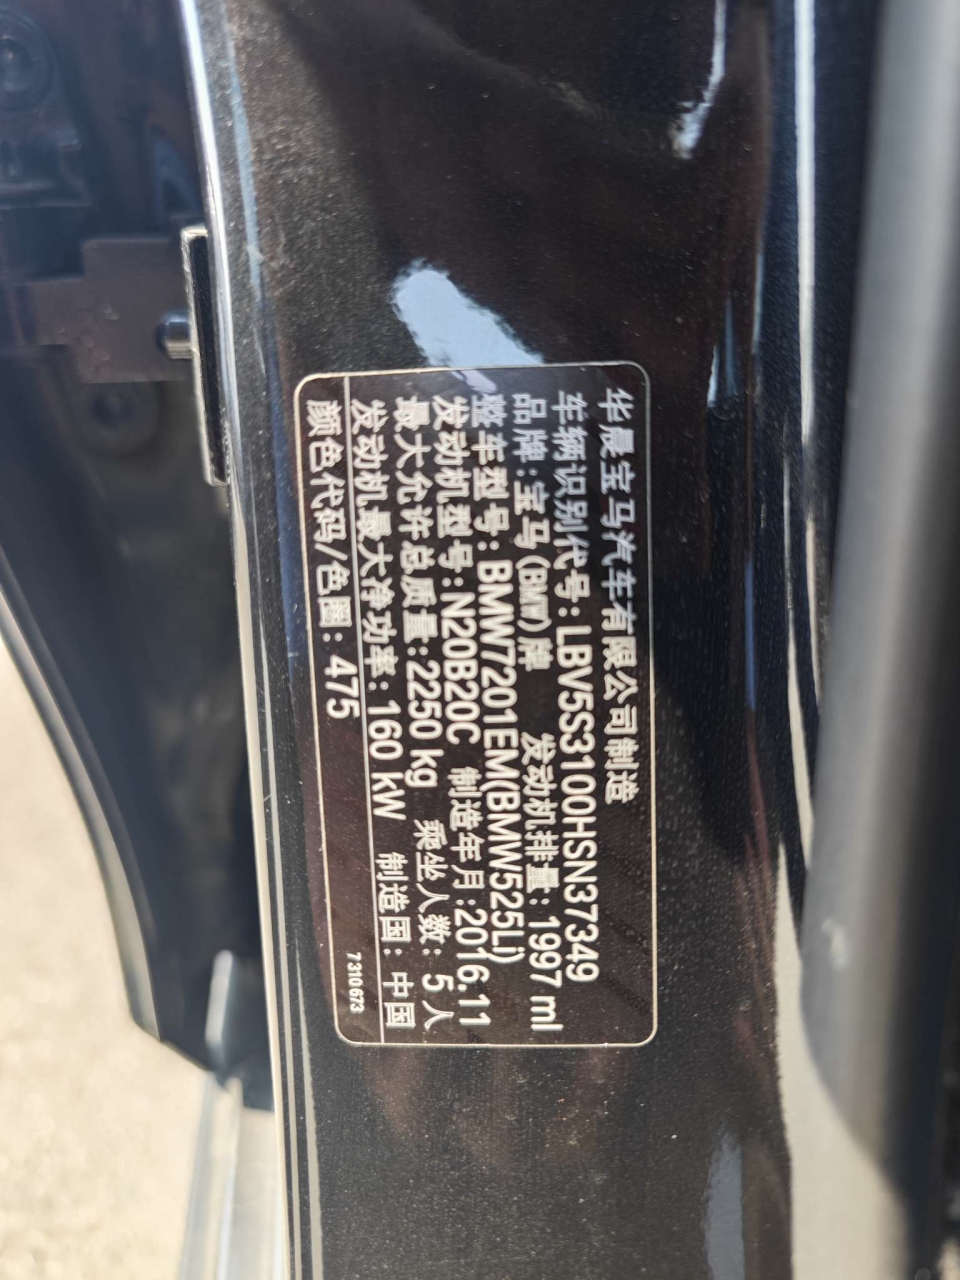 华晨宝马汽车有限公司制造
车辆识别代号：LBV5S3100HSN37349
品牌：宝马(BMW)牌 发动机排量：1997 ml
整车型号：BMW7201EM(BMW525Li)
发动机型号：N20B20C 制造年月：2016.11
最大允许总质量：2250 kg 乘坐人数：5人
发动机最大净功率：160 kW 制造国：中国
颜色代码/色圈：475
7 310 673